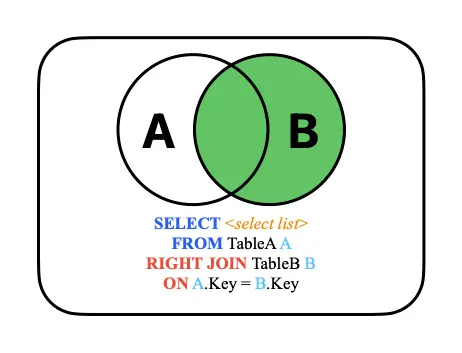 A B
SELECT <select list>
FROM TableA A
RIGHT JOIN TableB B
ON A.Key = B.Key